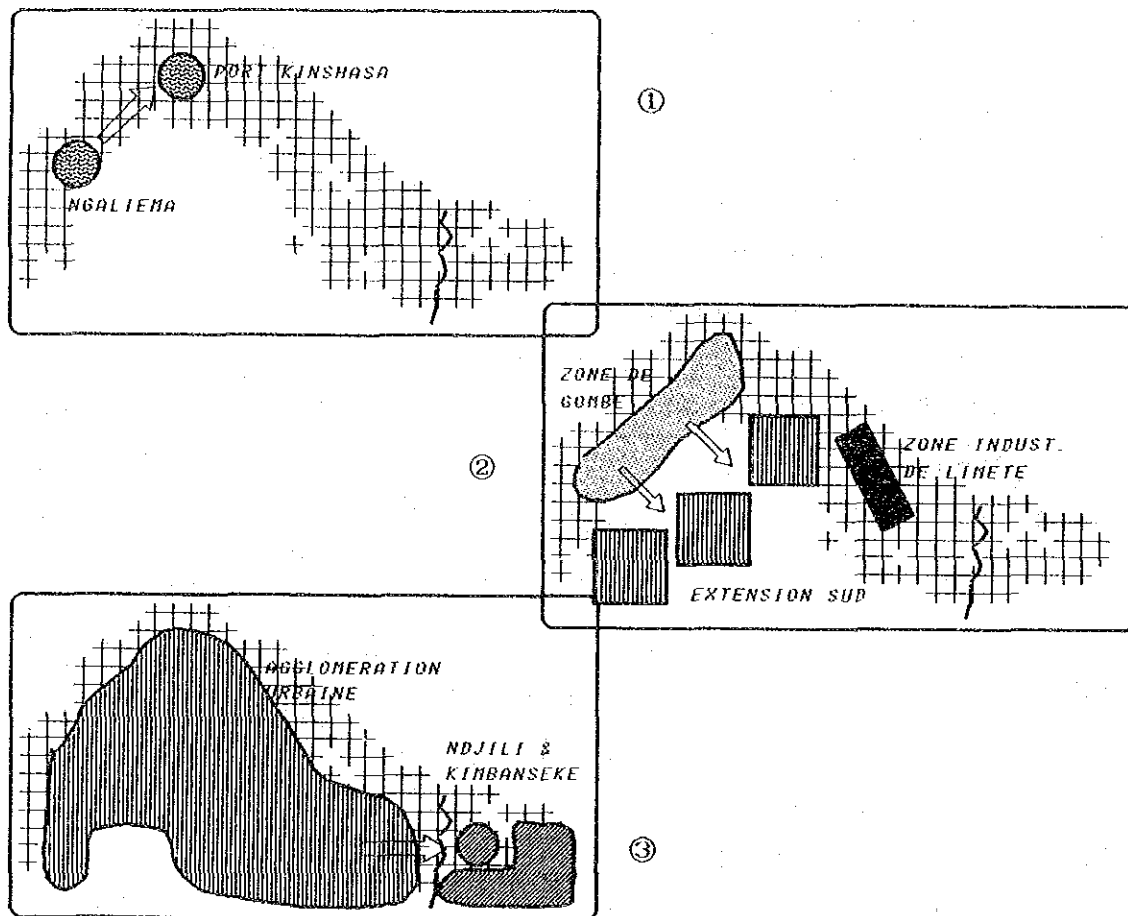 PORT KINSHASA
①
NGALIEMA
ZONE DE
GOMBE
②
ZONE INDUST.
DE LIMETE
EXTENSION SUD
AGGLOMERATION
URBAINE
NDJILI &
KIMBANSEKE
③